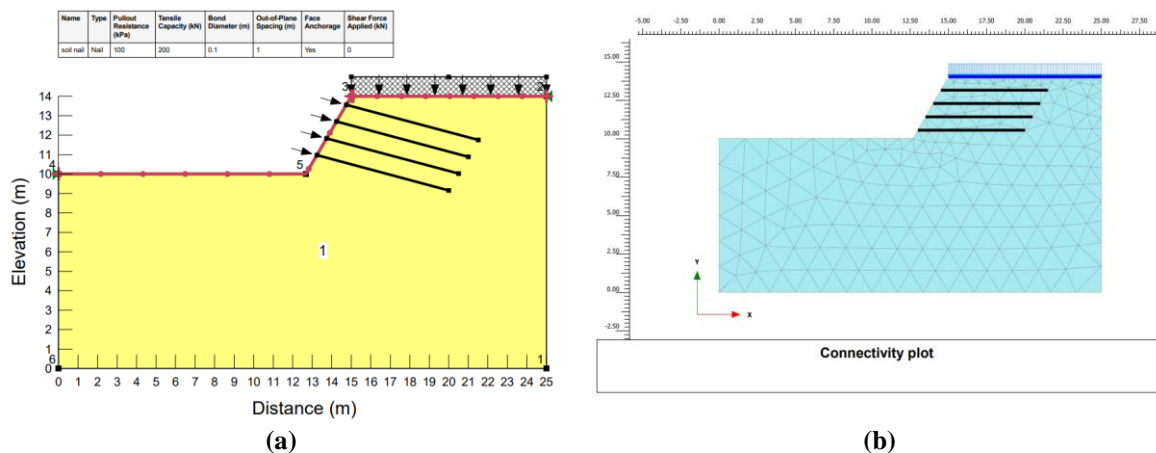 Name Type Pullout Resistance (kPa) Tensile Capacity (kN) Bond Diameter (m) Out-of-Plane Spacing (m) Face Anchorage Shear Force Applied (kN)
soil nail Nail 100 200 0.1 1 Yes 0
3 2
14
13
12
11
4 5
10
9
8
7
6
5
4
3
2
1
0
1
6 1
0 1 2 3 4 5 6 7 8 9 10 11 12 13 14 15 16 17 18 19 20 21 22 23 24 25
Elevation (m)
Distance (m)
(a)
-5.00 -2.50 0.00 2.50 5.00 7.50 10.00 12.50 15.00 17.50 20.00 22.50 25.00 27.50
15.00
12.50
10.00
7.50
5.00
2.50
0.00
-2.50
Y
X
Connectivity plot
(b)